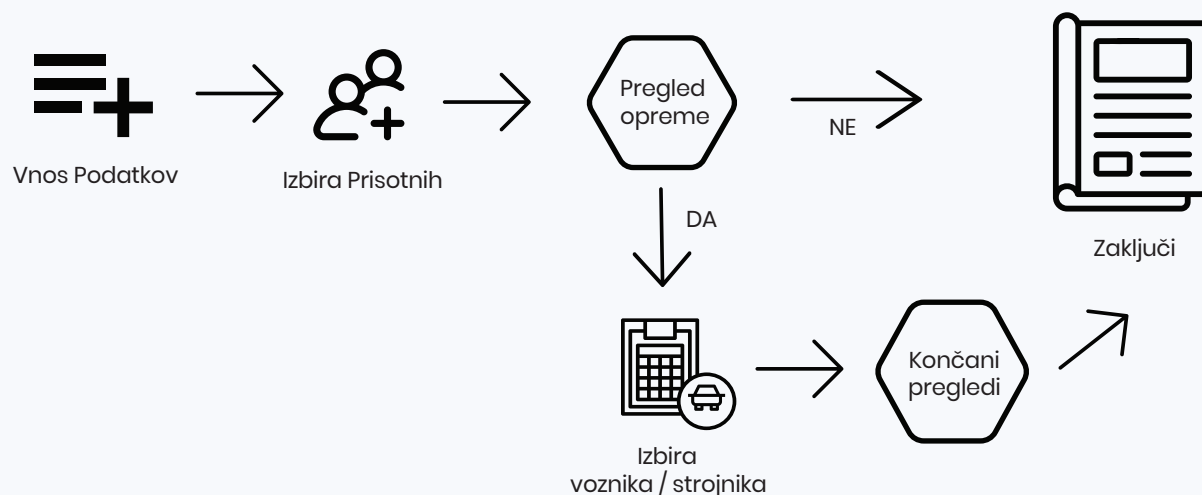 Vnos Podatkov
Izbira Prisotnih
Pregled
opreme
NE
DA
Zaključi
Izbira
voznika / strojnika
Končani
pregledi